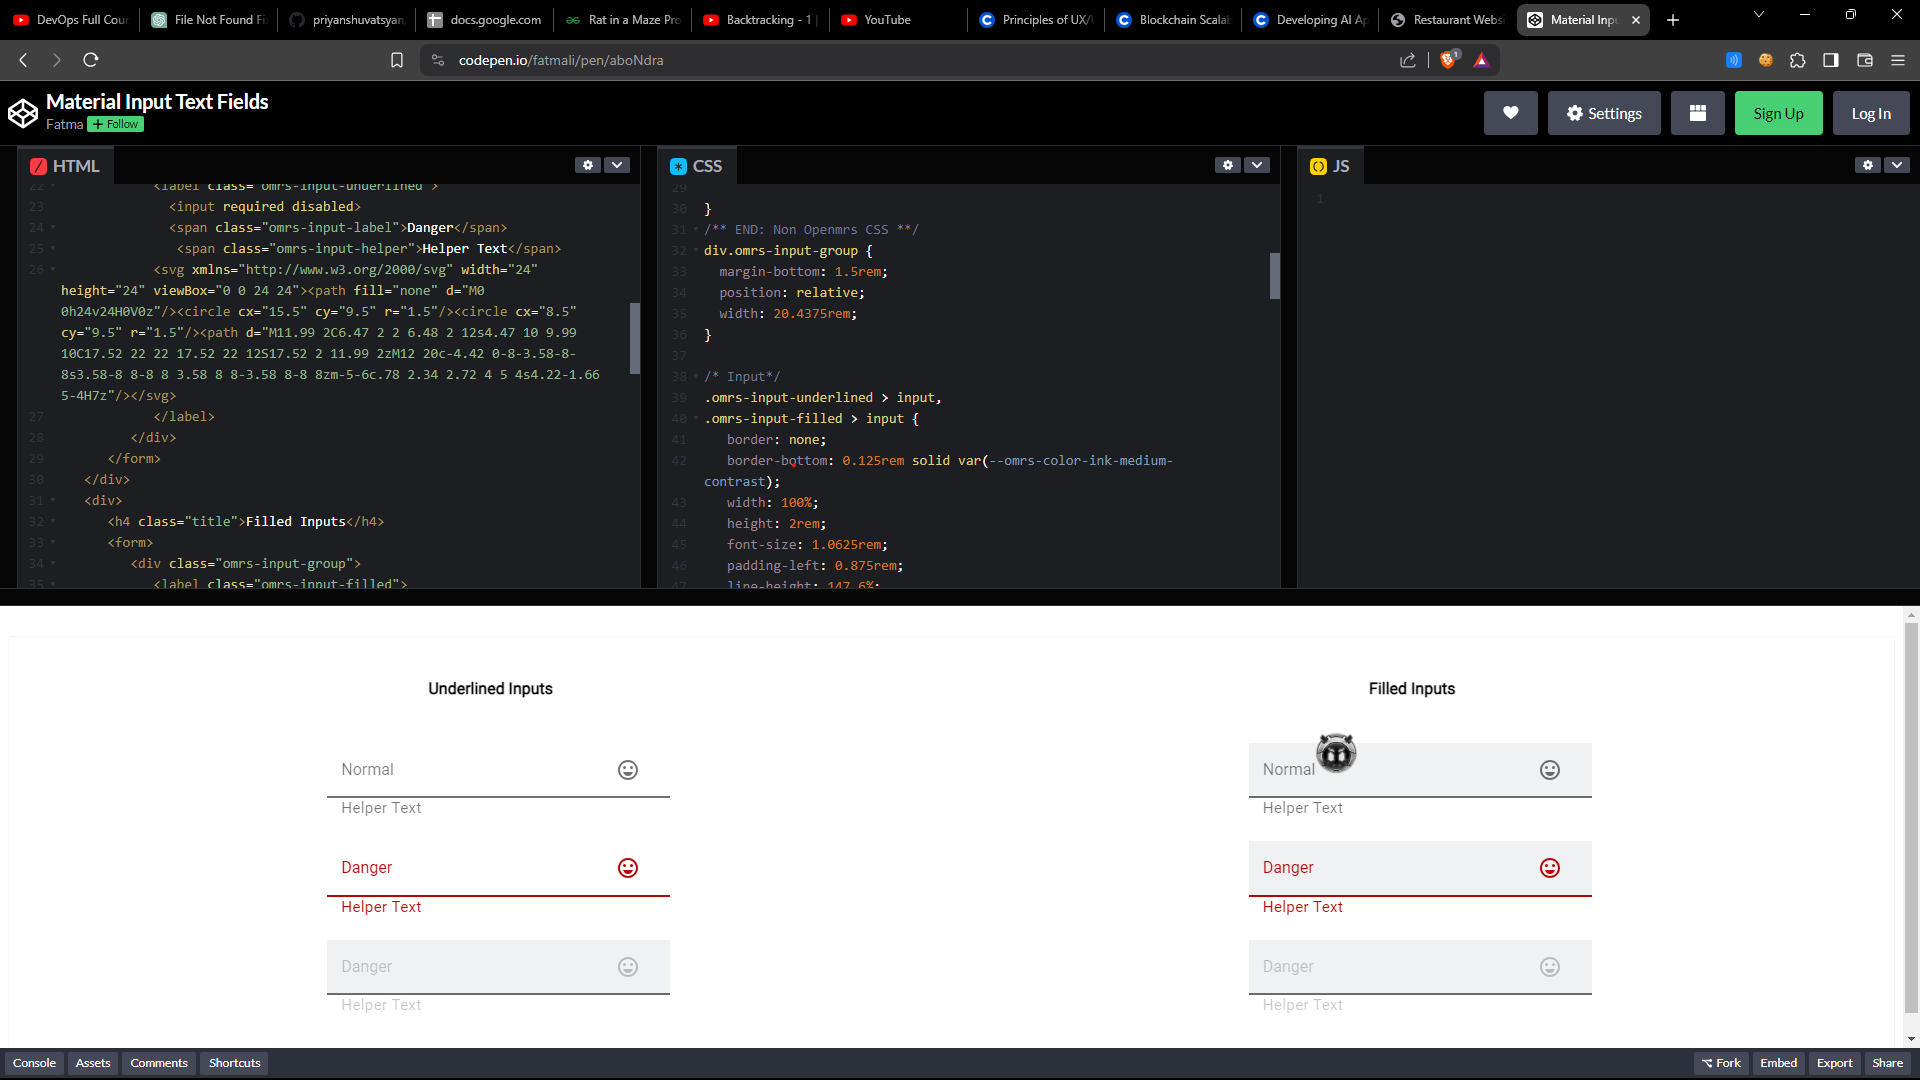 DevOps Full Cour
File Not Found Fi
priyanshuvatsyan
docs.google.com
Rat in a Maze Pro
Backtracking - 1 |
YouTube
Principles of UX/U
Blockchain Scalab
Developing AI Ap
Restaurant Webs
Material Inpu
codepen.io/fatmali/pen/aboNdra
1
Material Input Text Fields
Fatma
+ Follow
Settings
Sign Up
Log In
HTML
22 <label class="omrs-input-underlined">
23 <input required disabled>
24 <span class="omrs-input-label">Danger</span>
25 <span class="omrs-input-helper">Helper Text</span>
26 <svg xmlns="http://www.w3.org/2000/svg" width="24"
height="24" viewBox="0 0 24 24"><path fill="none" d="M0
0h24v24H0V0z"/><circle cx="15.5" cy="9.5" r="1.5"/><circle cx="8.5"
cy="9.5" r="1.5"/><path d="M11.99 2C6.47 2 2 6.48 2 12s4.47 10 9.99
10C17.52 22 22 17.52 22 12S17.52 2 11.99 2zM12 20c-4.42 0-8-3.58-8-
8s3.58-8 8-8 8 3.58 8 8-3.58 8-8 8zm-5-6c.78 2.34 2.72 4 5 4s4.22-1.66
5-4H7z"/></svg>
27 </label>
28 </div>
29 </form>
30 </div>
31 <div>
32 <h4 class="title">Filled Inputs</h4>
33 <form>
34 <div class="omrs-input-group">
35 <label class="omrs-input-filled">
CSS
29
30 }
31 /** END: Non Openmrs CSS **/
32 div.omrs-input-group {
33 margin-bottom: 1.5rem;
34 position: relative;
35 width: 20.4375rem;
36 }
37
38 /* Input*/
39 .omrs-input-underlined > input,
40 .omrs-input-filled > input {
41 border: none;
42 border-bottom: 0.125rem solid var(--omrs-color-ink-medium-
contrast);
43 width: 100%;
44 height: 2rem;
45 font-size: 1.0625rem;
46 padding-left: 0.875rem;
47 line-height: 147.6%;
JS
1
Underlined Inputs
Normal
Helper Text
Danger
Helper Text
Danger
Helper Text
Filled Inputs
Normal
Helper Text
Danger
Helper Text
Danger
Helper Text
Console
Assets
Comments
Shortcuts
Fork
Embed
Export
Share